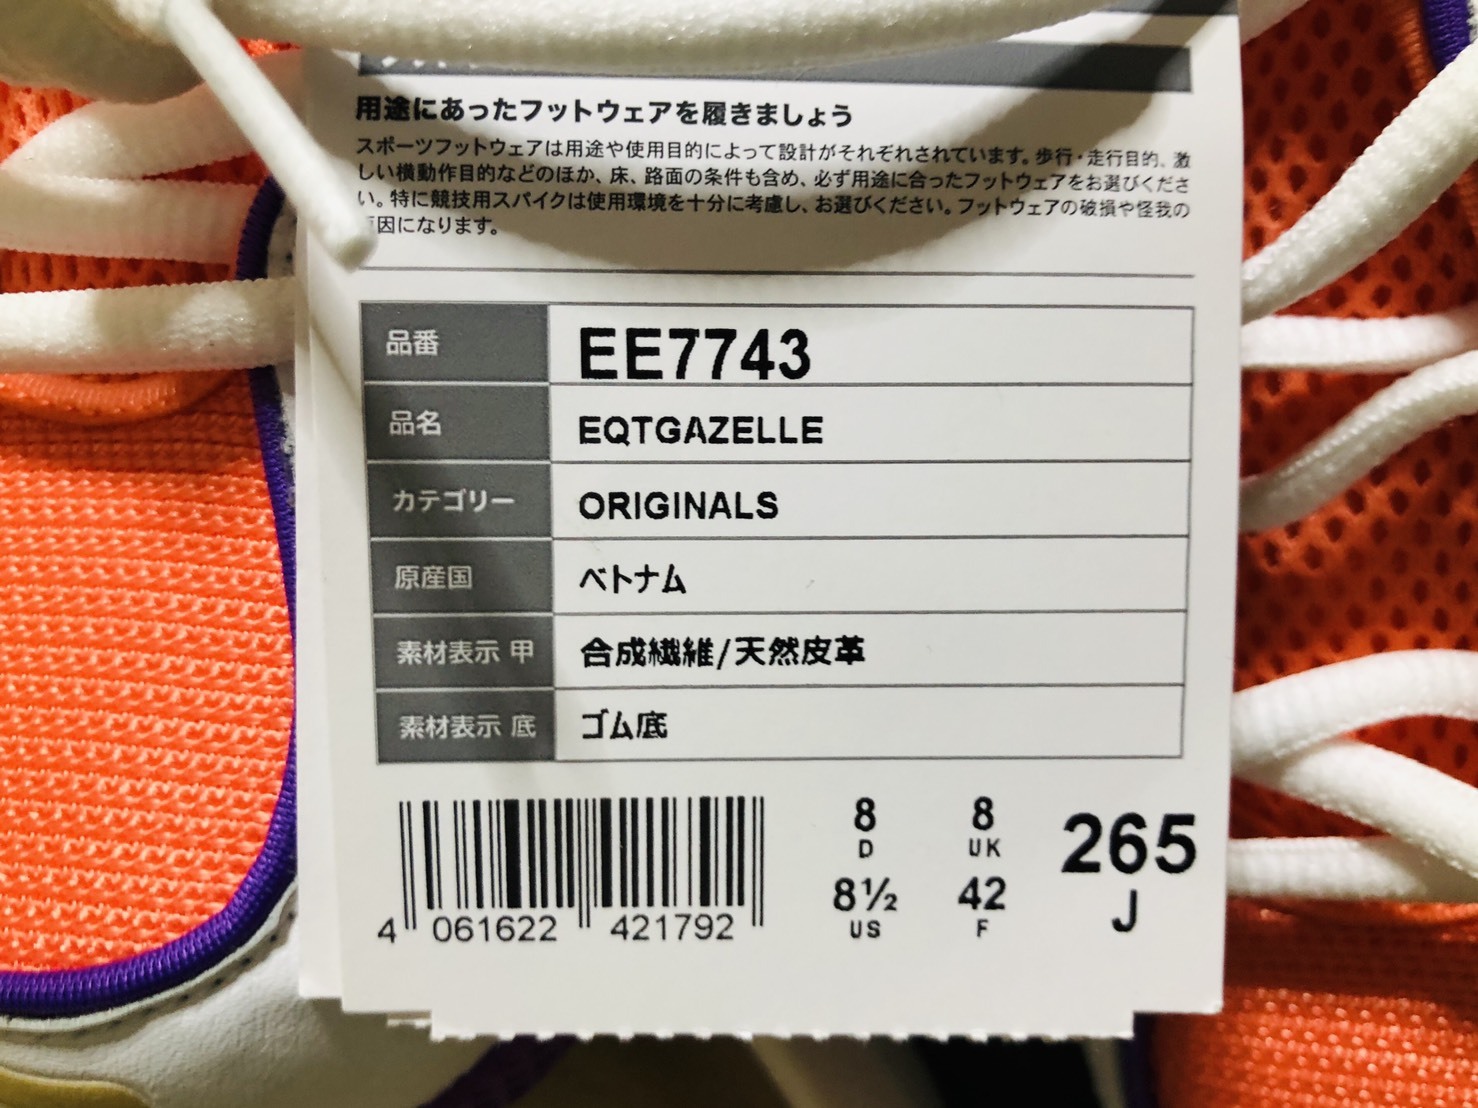 用途にあったフットウェアを履きましょう
スポーツフットウェアは用途や使用目的によって設計がそれぞれされています。歩行・走行目的、激
しい横動作目的などのほか、床、路面の条件も含め、必ず用途に合ったフットウェアをお選びくださ
い。特に競技用スパイクは使用環境を十分に考慮し、お選びください。フットウェアの破損や怪我の
因になります。
品番 EE7743
品名 EQTGAZELLE
カテゴリー ORIGINALS
原産国 ベトナム
素材表示 甲 合成繊維/天然皮革
素材表示 底 ゴム底
8 8 265
D UK
8½ 42 J
US F
4 061622 421792